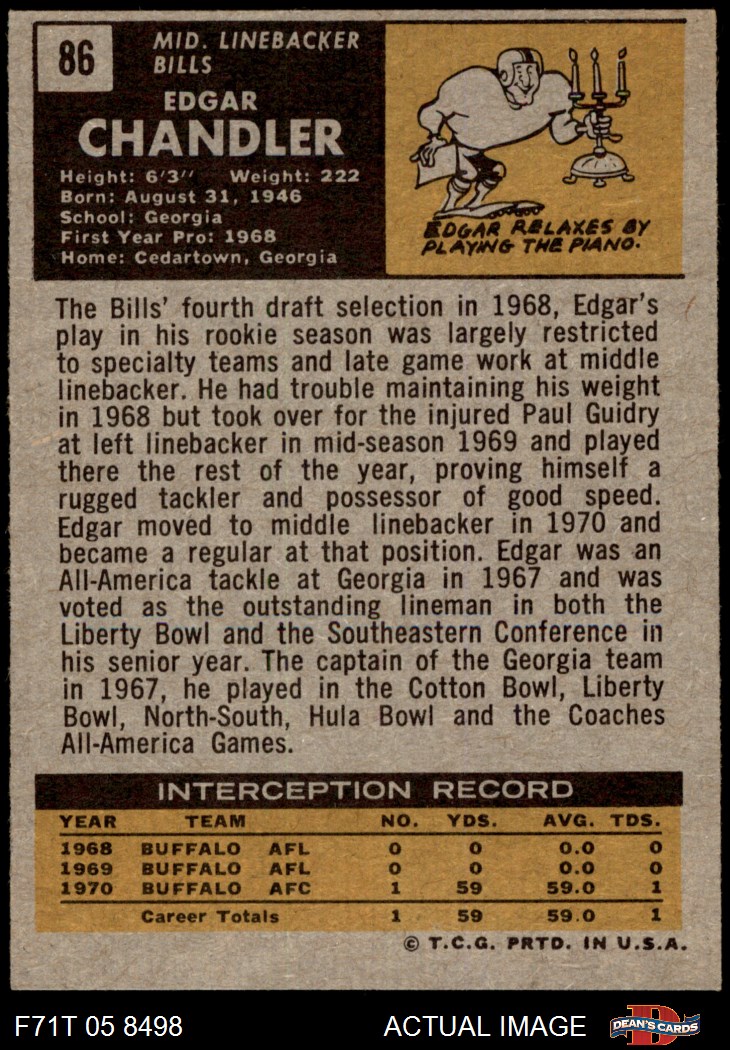 86
MID. LINEBACKER
BILLS
EDGAR
CHANDLER
Height: 6'3" Weight: 222
Born: August 31, 1946
School: Georgia
First Year Pro: 1968
Home: Cedartown, Georgia
EDGAR RELAXES BY
PLAYING THE PIANO.
The Bills' fourth draft selection in 1968, Edgar's
play in his rookie season was largely restricted
to specialty teams and late game work at middle
linebacker. He had trouble maintaining his weight
in 1968 but took over for the injured Paul Guidry
at left linebacker in mid-season 1969 and played
there the rest of the year, proving himself a
rugged tackler and possessor of good speed.
Edgar moved to middle linebacker in 1970 and
became a regular at that position. Edgar was an
All-America tackle at Georgia in 1967 and was
voted as the outstanding lineman in both the
Liberty Bowl and the Southeastern Conference in
his senior year. The captain of the Georgia team
in 1967, he played in the Cotton Bowl, Liberty
Bowl, North-South, Hula Bowl and the Coaches
All-America Games.
INTERCEPTION RECORD
YEAR TEAM NO. YDS. AVG. TDS.
1968 BUFFALO AFL 0 0 0.0 0
1969 BUFFALO AFL 0 0 0.0 0
1970 BUFFALO AFC 1 59 59.0 1
Career Totals 1 59 59.0 1
© T.C.G. PRTD. IN U.S.A.
F71T 05 8498 ACTUAL IMAGE D DEAN'S CARDS